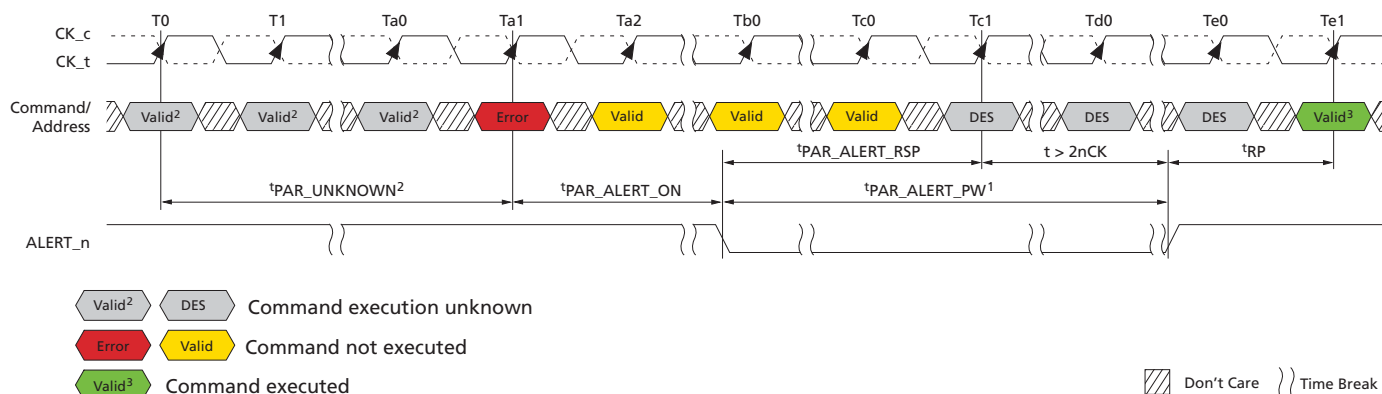 T0 T1 Ta0 Ta1 Ta2 Tb0 Tc0 Tc1 Td0 Te0 Te1
CK_c
CK_t
Command/
Address
Valid² Valid² Valid² Error Valid Valid Valid DES DES DES Valid³
ᵗPAR_ALERT_RSP t > 2nCK ᵗRP
ᵗPAR_UNKNOWN² ᵗPAR_ALERT_ON ᵗPAR_ALERT_PW¹
ALERT_n
Valid² DES Command execution unknown
Error Valid Command not executed
Valid³ Command executed
Don't Care Time Break